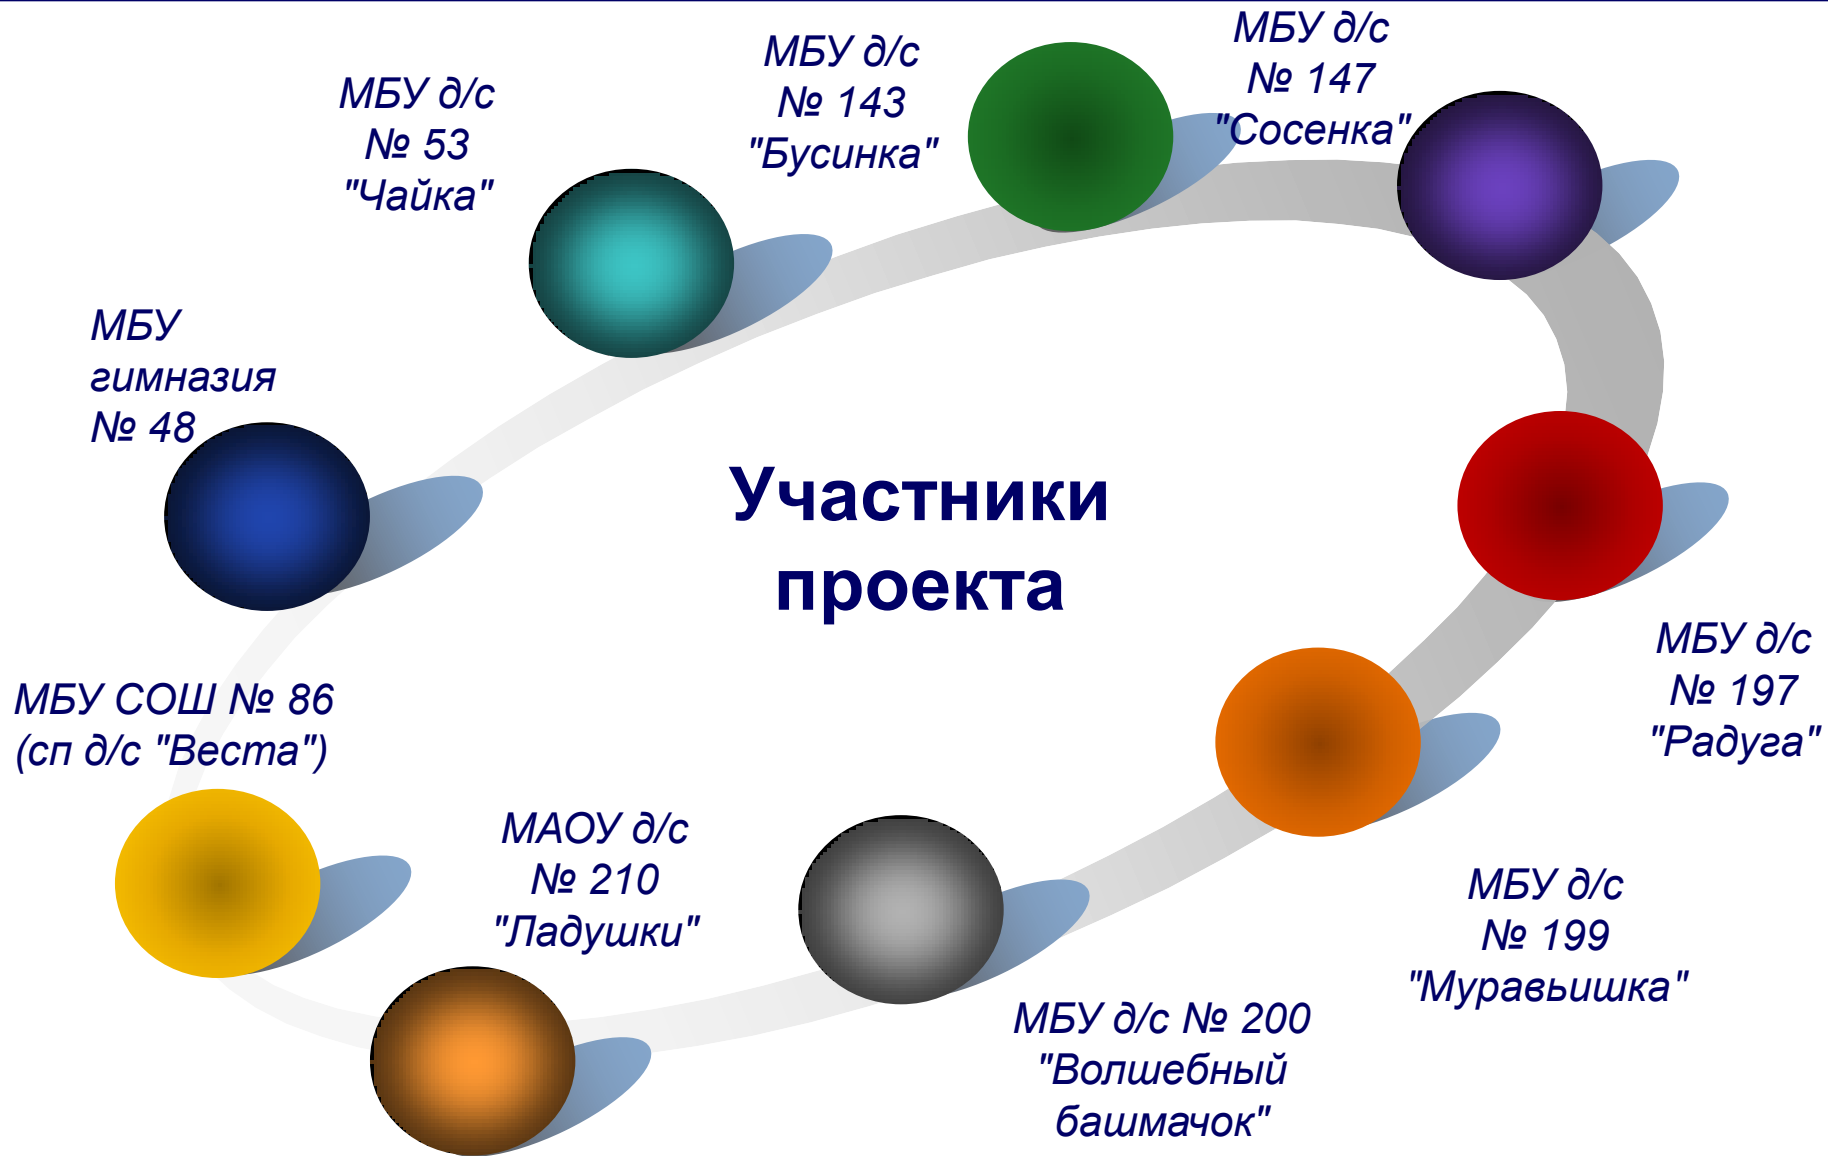 МБУ д/с
№ 147
"Сосенка"
МБУ д/с
№ 143
"Бусинка"
МБУ д/с
№ 53
"Чайка"
МБУ
гимназия
№ 48
Участники
проекта
МБУ д/с
№ 197
"Радуга"
МБУ СОШ № 86
(сп д/с "Веста")
МАОУ д/с
№ 210
"Ладушки"
МБУ д/с
№ 199
"Муравьишка"
МБУ д/с № 200
"Волшебный
башмачок"